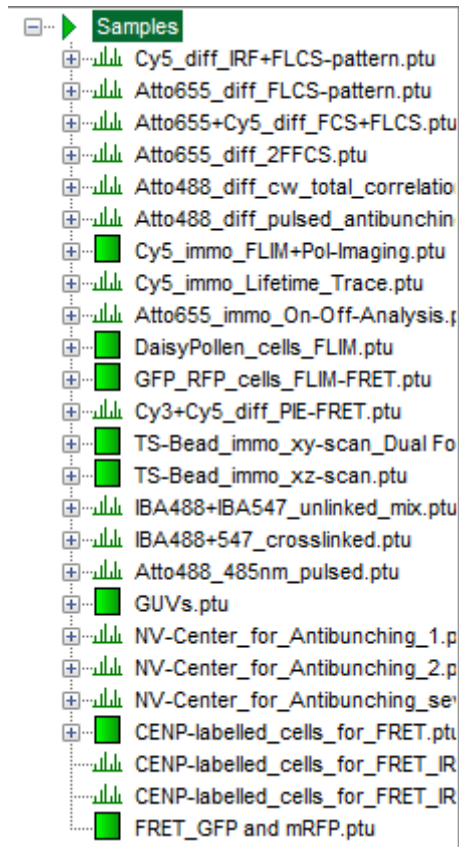 Samples
Cy5_diff_IRF+FLCS-pattern.ptu
Atto655_diff_FLCS-pattern.ptu
Atto655+Cy5_diff_FCS+FLCS.ptu
Atto655_diff_2FFCS.ptu
Atto488_diff_cw_total_correlatio
Atto488_diff_pulsed_antibunchin
Cy5_immo_FLIM+Pol-Imaging.ptu
Cy5_immo_Lifetime_Trace.ptu
Atto655_immo_On-Off-Analysis.p
DaisyPollen_cells_FLIM.ptu
GFP_RFP_cells_FLIM-FRET.ptu
Cy3+Cy5_diff_PIE-FRET.ptu
TS-Bead_immo_xy-scan_Dual Fo
TS-Bead_immo_xz-scan.ptu
IBA488+IBA547_unlinked_mix.ptu
IBA488+547_crosslinked.ptu
Atto488_485nm_pulsed.ptu
GUVs.ptu
NV-Center_for_Antibunching_1.p
NV-Center_for_Antibunching_2.p
NV-Center_for_Antibunching_sev
CENP-labelled_cells_for_FRET.ptu
CENP-labelled_cells_for_FRET_IR
CENP-labelled_cells_for_FRET_IR
FRET_GFP and mRFP.ptu